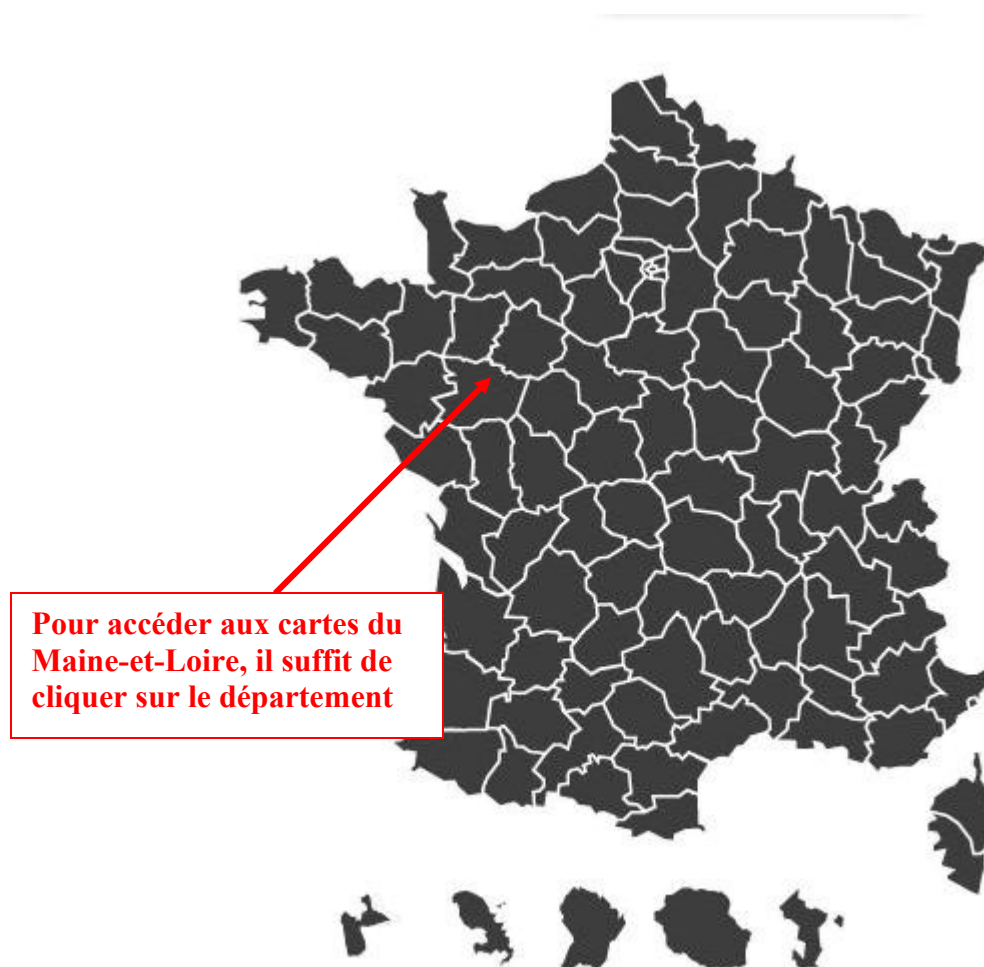 Pour accéder aux cartes du
Maine-et-Loire, il suffit de
cliquer sur le département